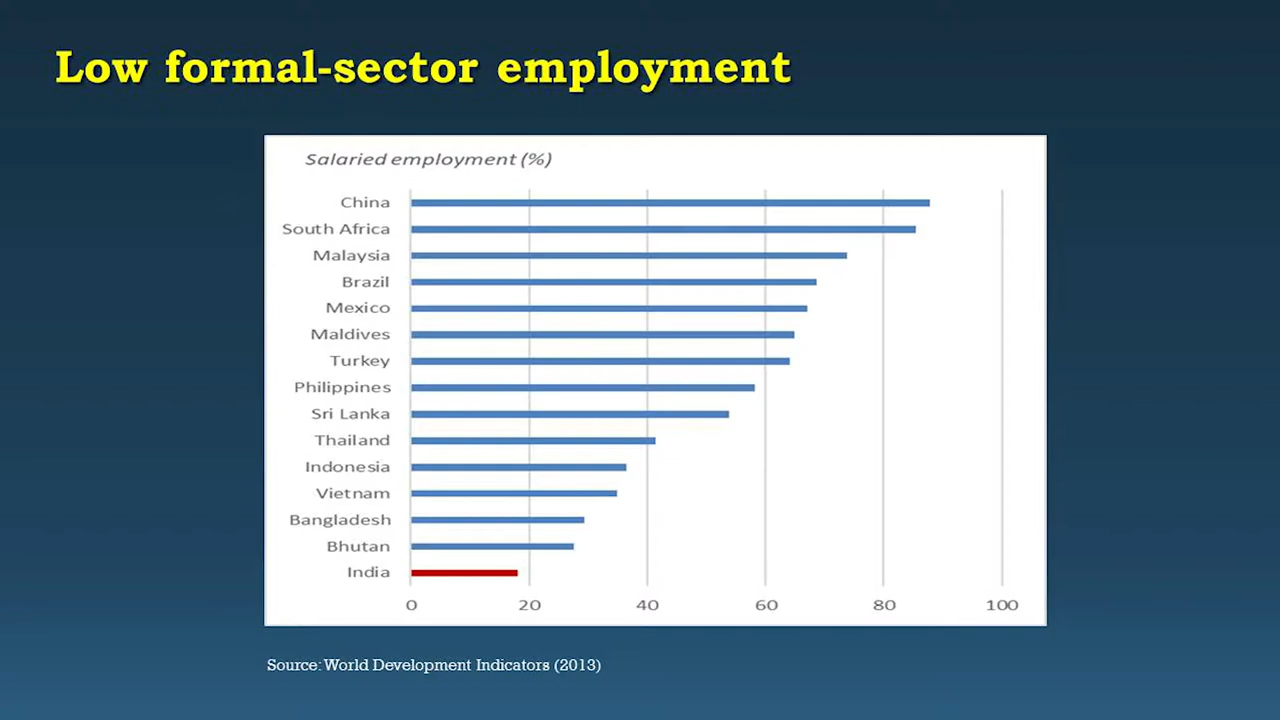 Low formal-sector employment
Salaried employment (%)
China
South Africa
Malaysia
Brazil
Mexico
Maldives
Turkey
Philippines
Sri Lanka
Thailand
Indonesia
Vietnam
Bangladesh
Bhutan
India
0 20 40 60 80 100
Source: World Development Indicators (2013)